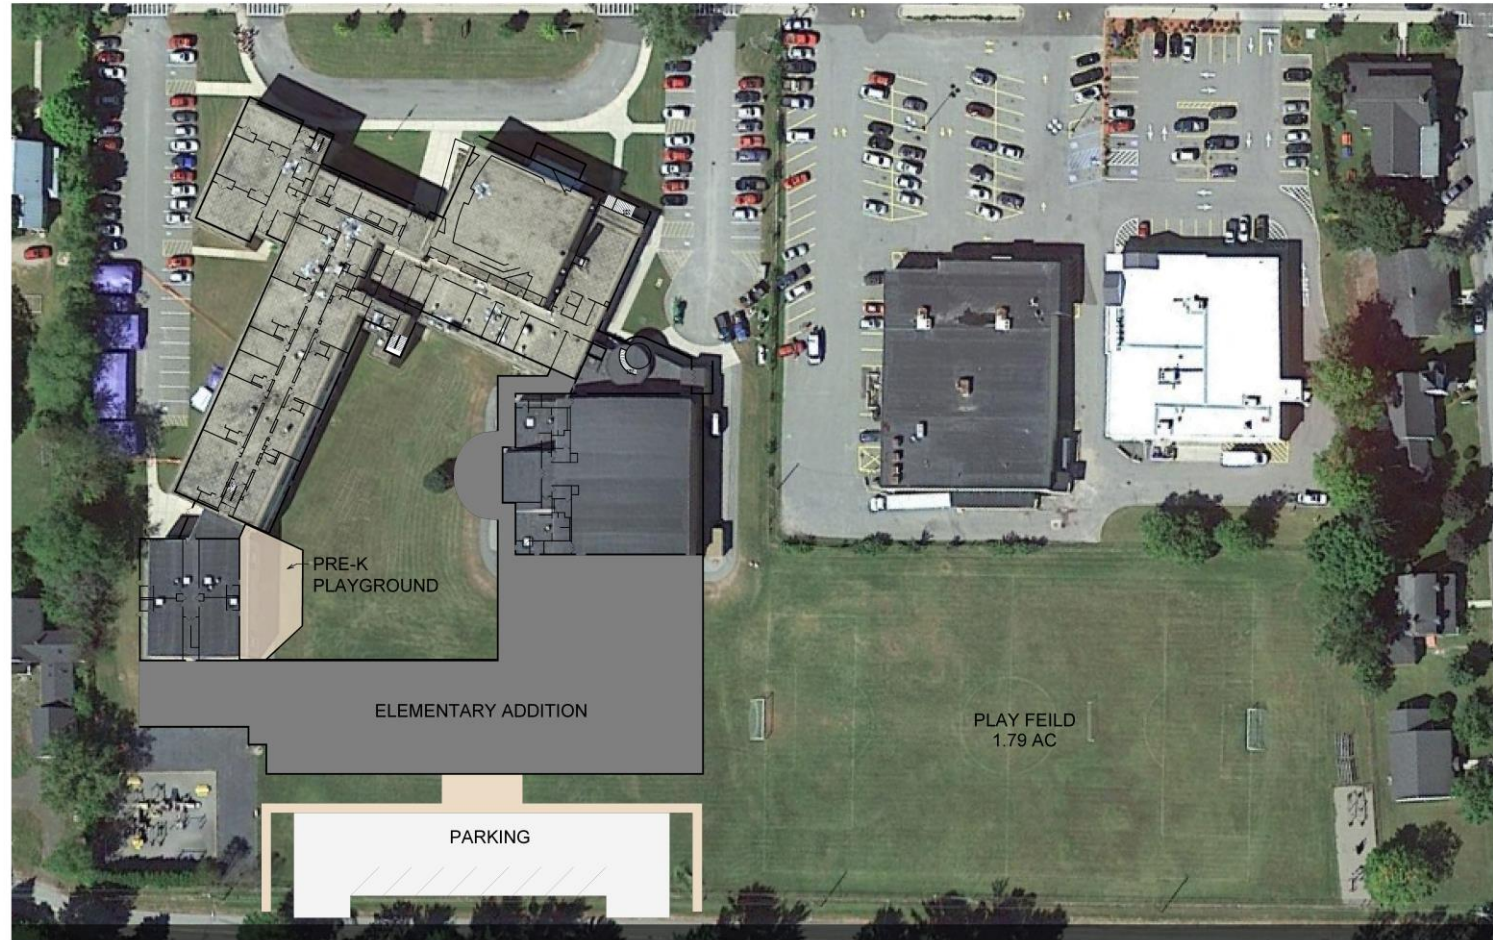 PRE-K
PLAYGROUND
ELEMENTARY ADDITION
PLAY FEILD
1.79 AC
PARKING